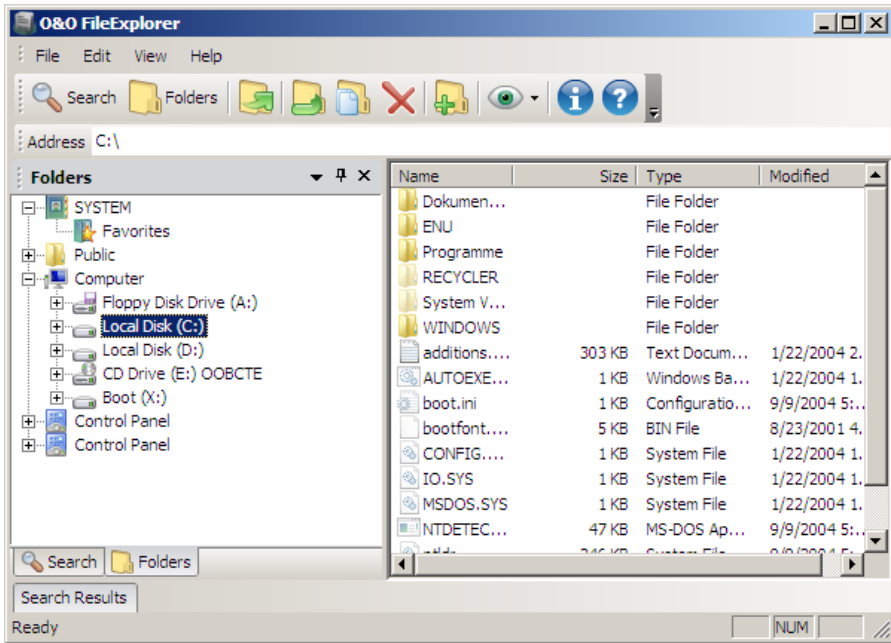 O&O FileExplorer
File Edit View Help
Search Folders
Address C:\
Folders
SYSTEM
Favorites
Public
Computer
Floppy Disk Drive (A:)
Local Disk (C:)
Local Disk (D:)
CD Drive (E:) OOBCTE
Boot (X:)
Control Panel
Control Panel
Search Folders
Name Size Type Modified
Dokumen... File Folder
ENU File Folder
Programme File Folder
RECYCLER File Folder
System V... File Folder
WINDOWS File Folder
additions.... 303 KB Text Docum... 1/22/2004 2.
AUTOEXE... 1 KB Windows Ba... 1/22/2004 1.
boot.ini 1 KB Configuratio... 9/9/2004 5:..
bootfont.... 5 KB BIN File 8/23/2001 4.
CONFIG.... 1 KB System File 1/22/2004 1.
IO.SYS 1 KB System File 1/22/2004 1.
MSDOS.SYS 1 KB System File 1/22/2004 1.
NTDETEC... 47 KB MS-DOS Ap... 9/9/2004 5:..
Search Results
Ready NUM